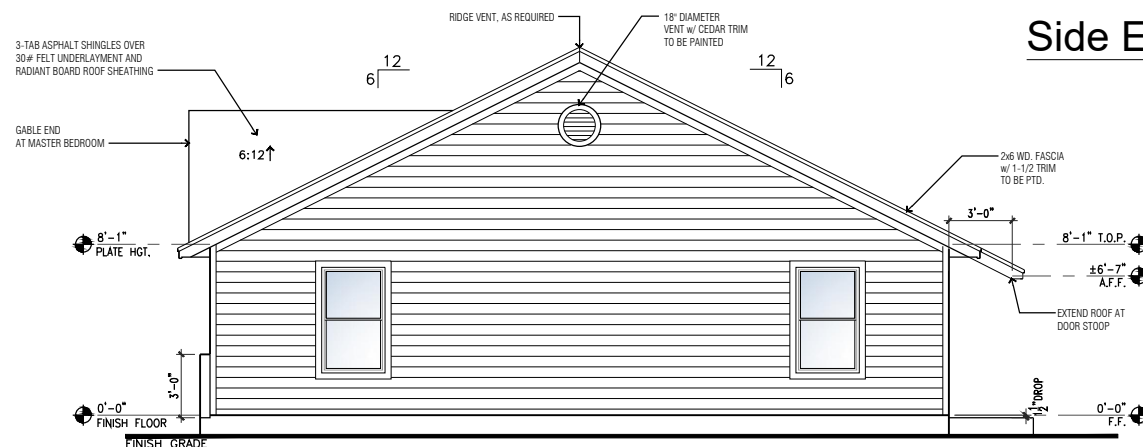 RIDGE VENT, AS REQUIRED
18" DIAMETER
VENT w/ CEDAR TRIM
TO BE PAINTED
Side E
3-TAB ASPHALT SHINGLES OVER
30# FELT UNDERLAYMENT AND
RADIANT BOARD ROOF SHEATHING
12
6
12
6
GABLE END
AT MASTER BEDROOM
6:12
2x6 WD. FASCIA
w/ 1-1/2 TRIM
TO BE PTD.
3'-0"
8'-1"
PLATE HGT.
8'-1" T.O.P.
±6'-7"
A.F.F.
EXTEND ROOF AT
DOOR STOOP
3'-0"
1 1/2" DROP
0'-0"
FINISH FLOOR
0'-0"
F.F.
FINISH GRADE